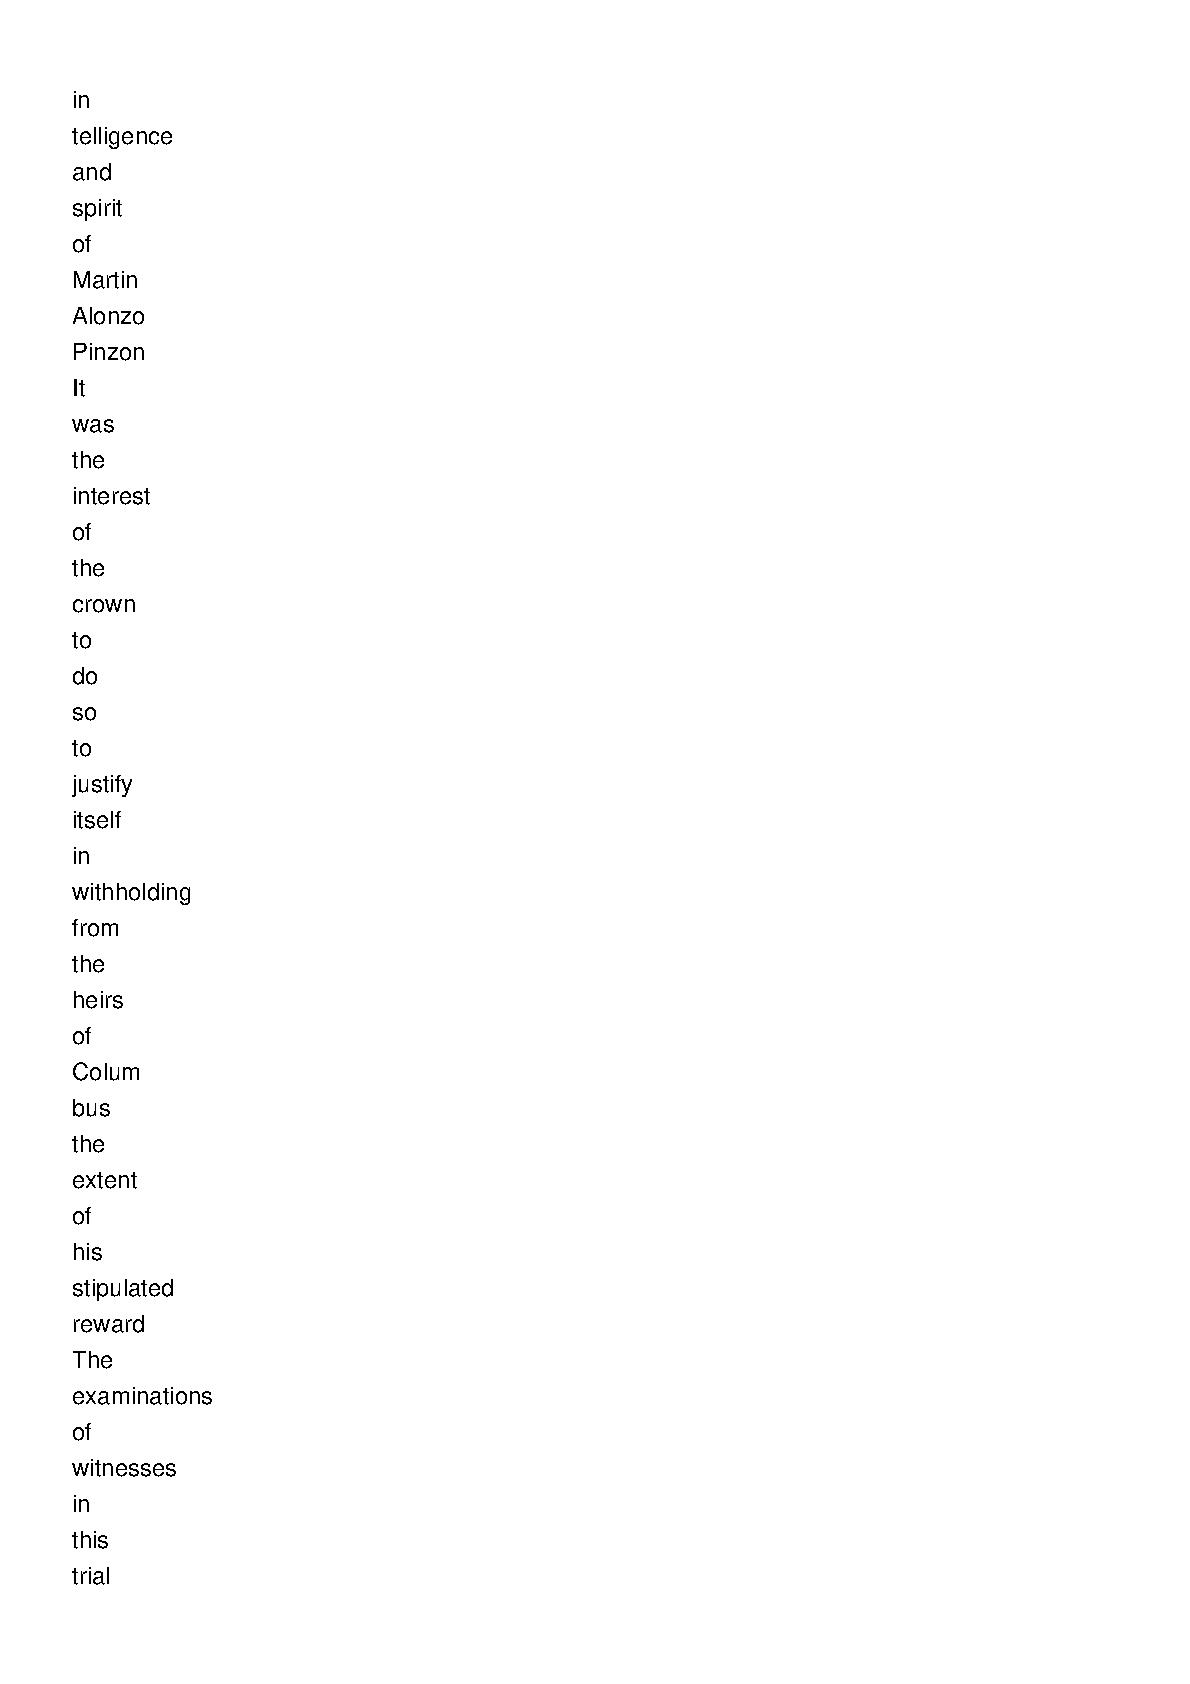 in
telligence
and
spirit
of
Martin
Alonzo
Pinzon
It
was
the
interest
of
the
crown
to
do
so
to
justify
itself
in
withholding
from
the
heirs
of
Colum
bus
the
extent
of
his
stipulated
reward
The
examinations
of
witnesses
in
this
trial